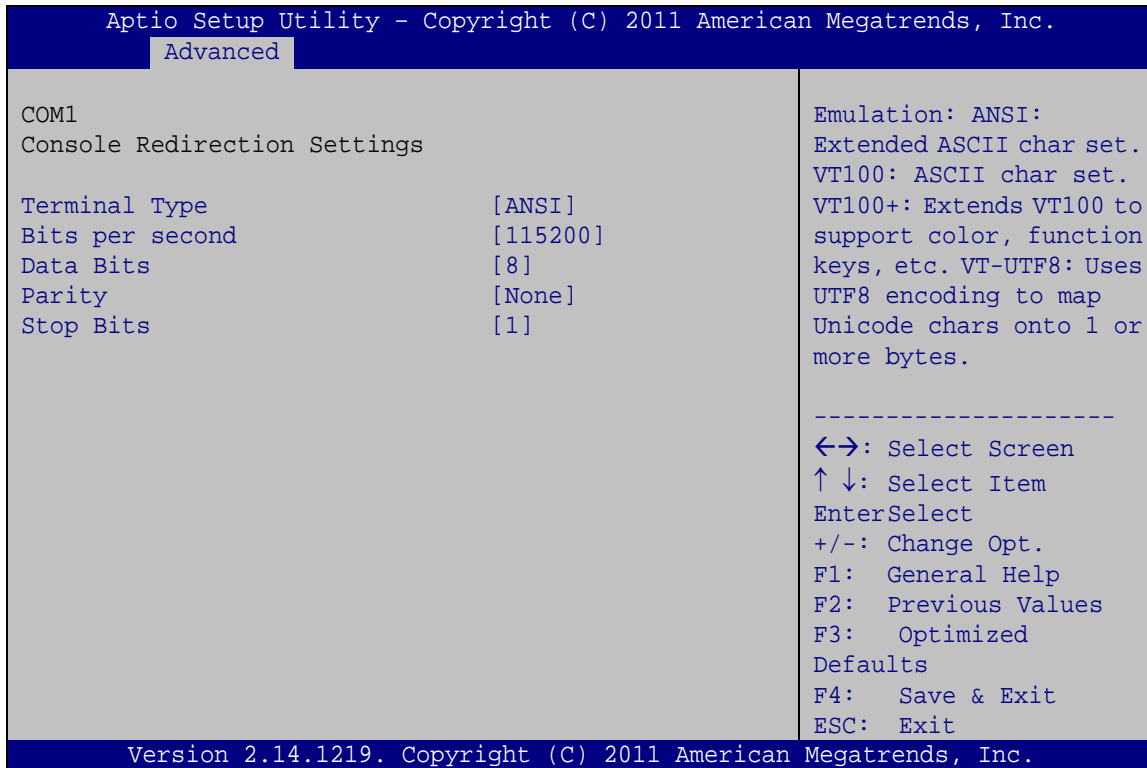 Aptio Setup Utility – Copyright (C) 2011 American Megatrends, Inc.
Advanced
COM1
Console Redirection Settings
Terminal Type [ANSI]
Bits per second [115200]
Data Bits [8]
Parity [None]
Stop Bits [1]
Emulation: ANSI:
Extended ASCII char set.
VT100: ASCII char set.
VT100+: Extends VT100 to
support color, function
keys, etc. VT-UTF8: Uses
UTF8 encoding to map
Unicode chars onto 1 or
more bytes.
---------------------
←→: Select Screen
↑ ↓: Select Item
EnterSelect
+/-: Change Opt.
F1: General Help
F2: Previous Values
F3: Optimized
Defaults
F4: Save & Exit
ESC: Exit
Version 2.14.1219. Copyright (C) 2011 American Megatrends, Inc.